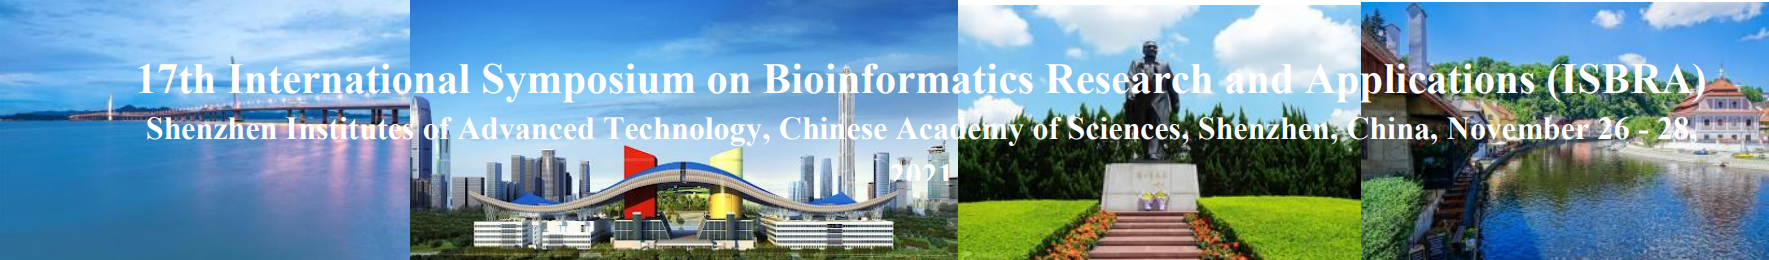 17th International Symposium on Bioinformatics Research and Applications (ISBRA)
Shenzhen Institutes of Advanced Technology, Chinese Academy of Sciences, Shenzhen, China, November 26 - 28,
2021